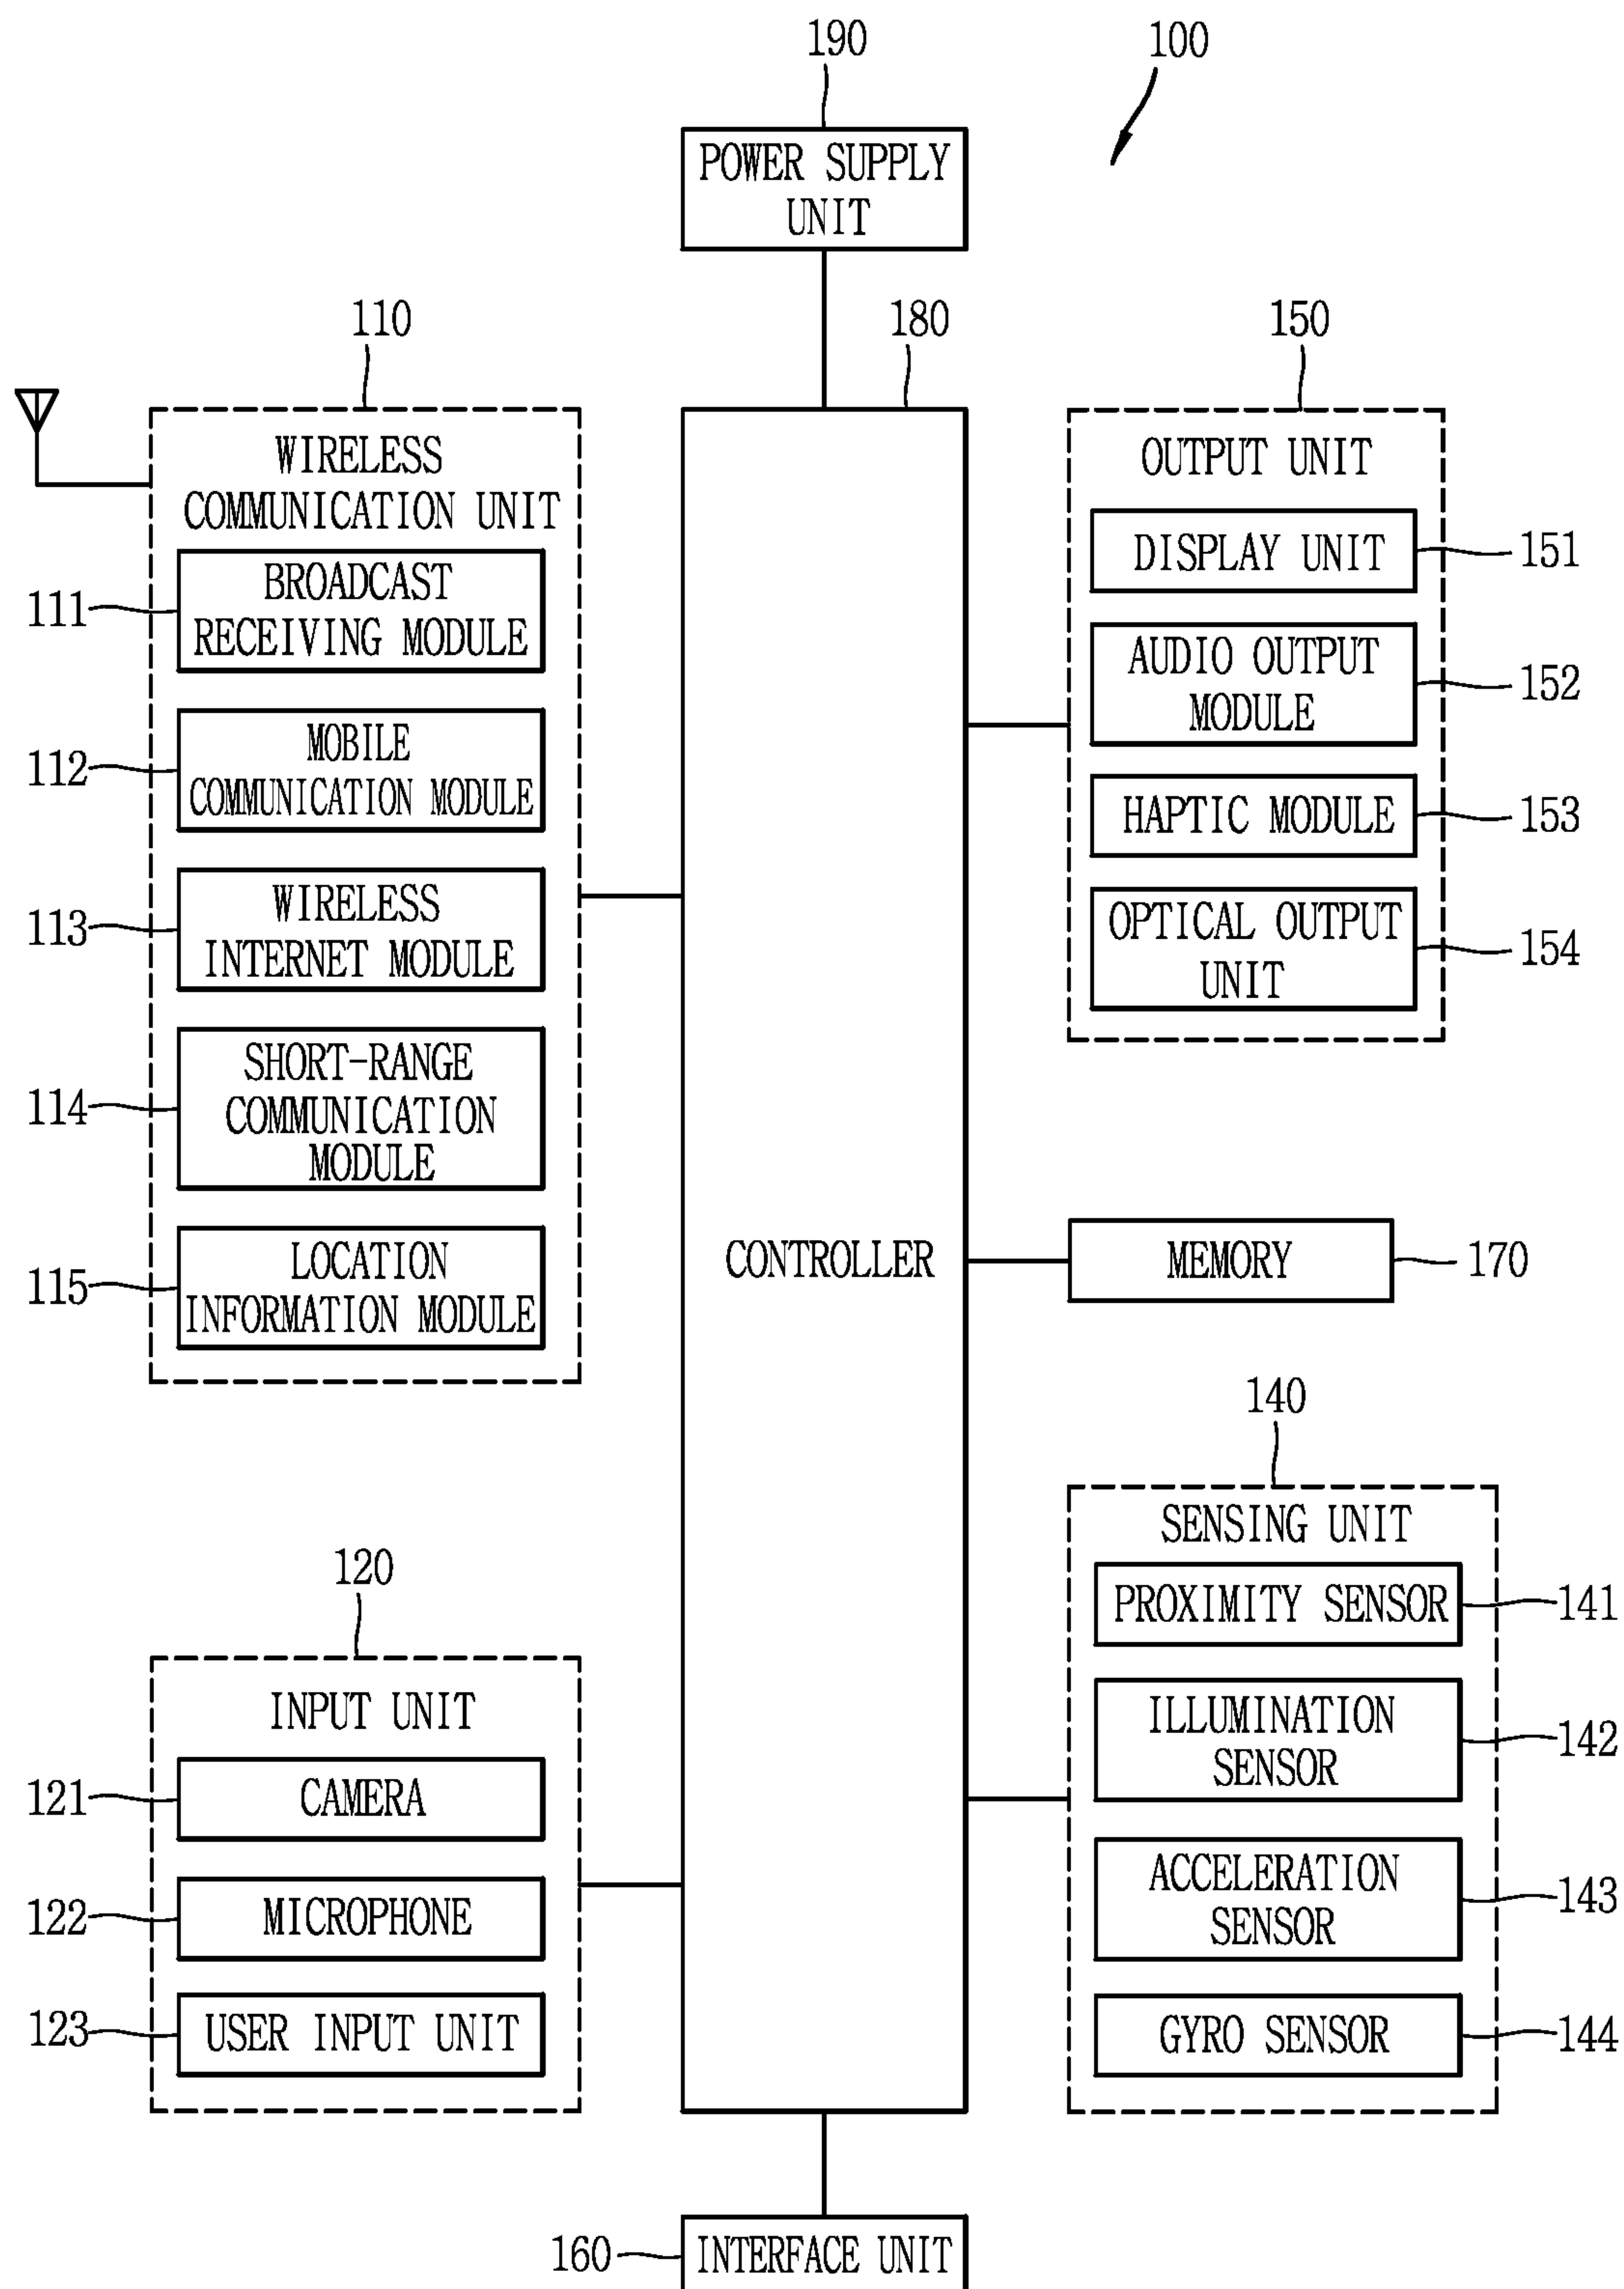 190
100
POWER SUPPLY
UNIT
110
180
150
WIRELESS
COMMUNICATION UNIT
111
BROADCAST
RECEIVING MODULE
112
MOBILE
COMMUNICATION MODULE
113
WIRELESS
INTERNET MODULE
114
SHORT-RANGE
COMMUNICATION
MODULE
115
LOCATION
INFORMATION MODULE
120
INPUT UNIT
121
CAMERA
122
MICROPHONE
123
USER INPUT UNIT
CONTROLLER
OUTPUT UNIT
DISPLAY UNIT
151
AUDIO OUTPUT
MODULE
152
HAPTIC MODULE
153
OPTICAL OUTPUT
UNIT
154
MEMORY
170
140
SENSING UNIT
PROXIMITY SENSOR
141
ILLUMINATION
SENSOR
142
ACCELERATION
SENSOR
143
GYRO SENSOR
144
160
INTERFACE UNIT